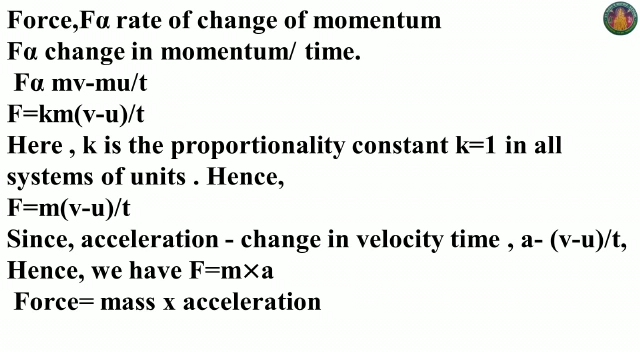 Force,Fα rate of change of momentum
Fα change in momentum/ time.
Fα mv-mu/t
F=km(v-u)/t
Here , k is the proportionality constant k=1 in all
systems of units . Hence,
F=m(v-u)/t
Since, acceleration - change in velocity time , a- (v-u)/t,
Hence, we have F=m×a
Force= mass x acceleration